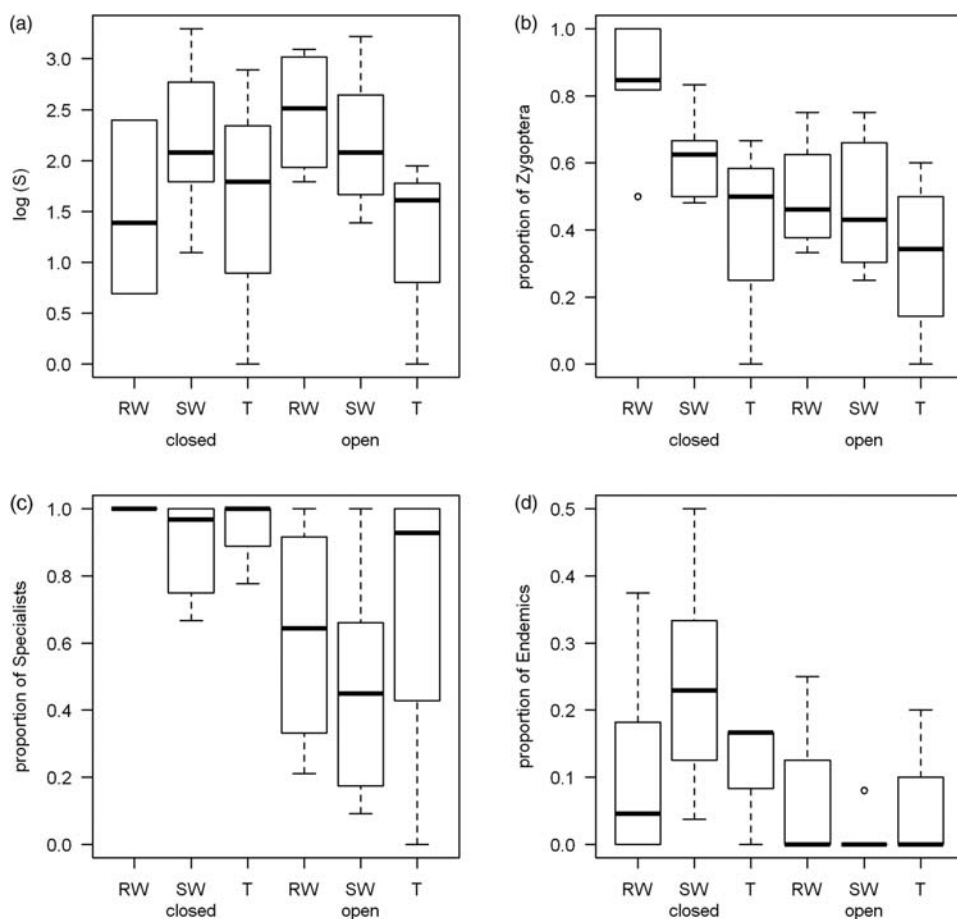 (a)
log (S)
3.0
2.5
2.0
1.5
1.0
0.5
0.0
RW SW T RW SW T
closed open
(b)
proportion of Zygoptera
1.0
0.8
0.6
0.4
0.2
0.0
RW SW T RW SW T
closed open
(c)
proportion of Specialists
1.0
0.8
0.6
0.4
0.2
0.0
RW SW T RW SW T
closed open
(d)
proportion of Endemics
0.5
0.4
0.3
0.2
0.1
0.0
RW SW T RW SW T
closed open